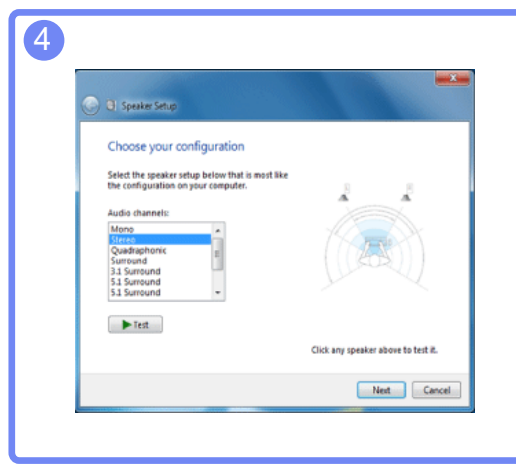 4
Speaker Setup
Choose your configuration
Select the speaker setup below that is most like
the configuration on your computer.
Audio channels:
Mono
Stereo
Quadraphonic
Surround
3.1 Surround
5.1 Surround
5.1 Surround
Test
Click any speaker above to test it.
Next
Cancel